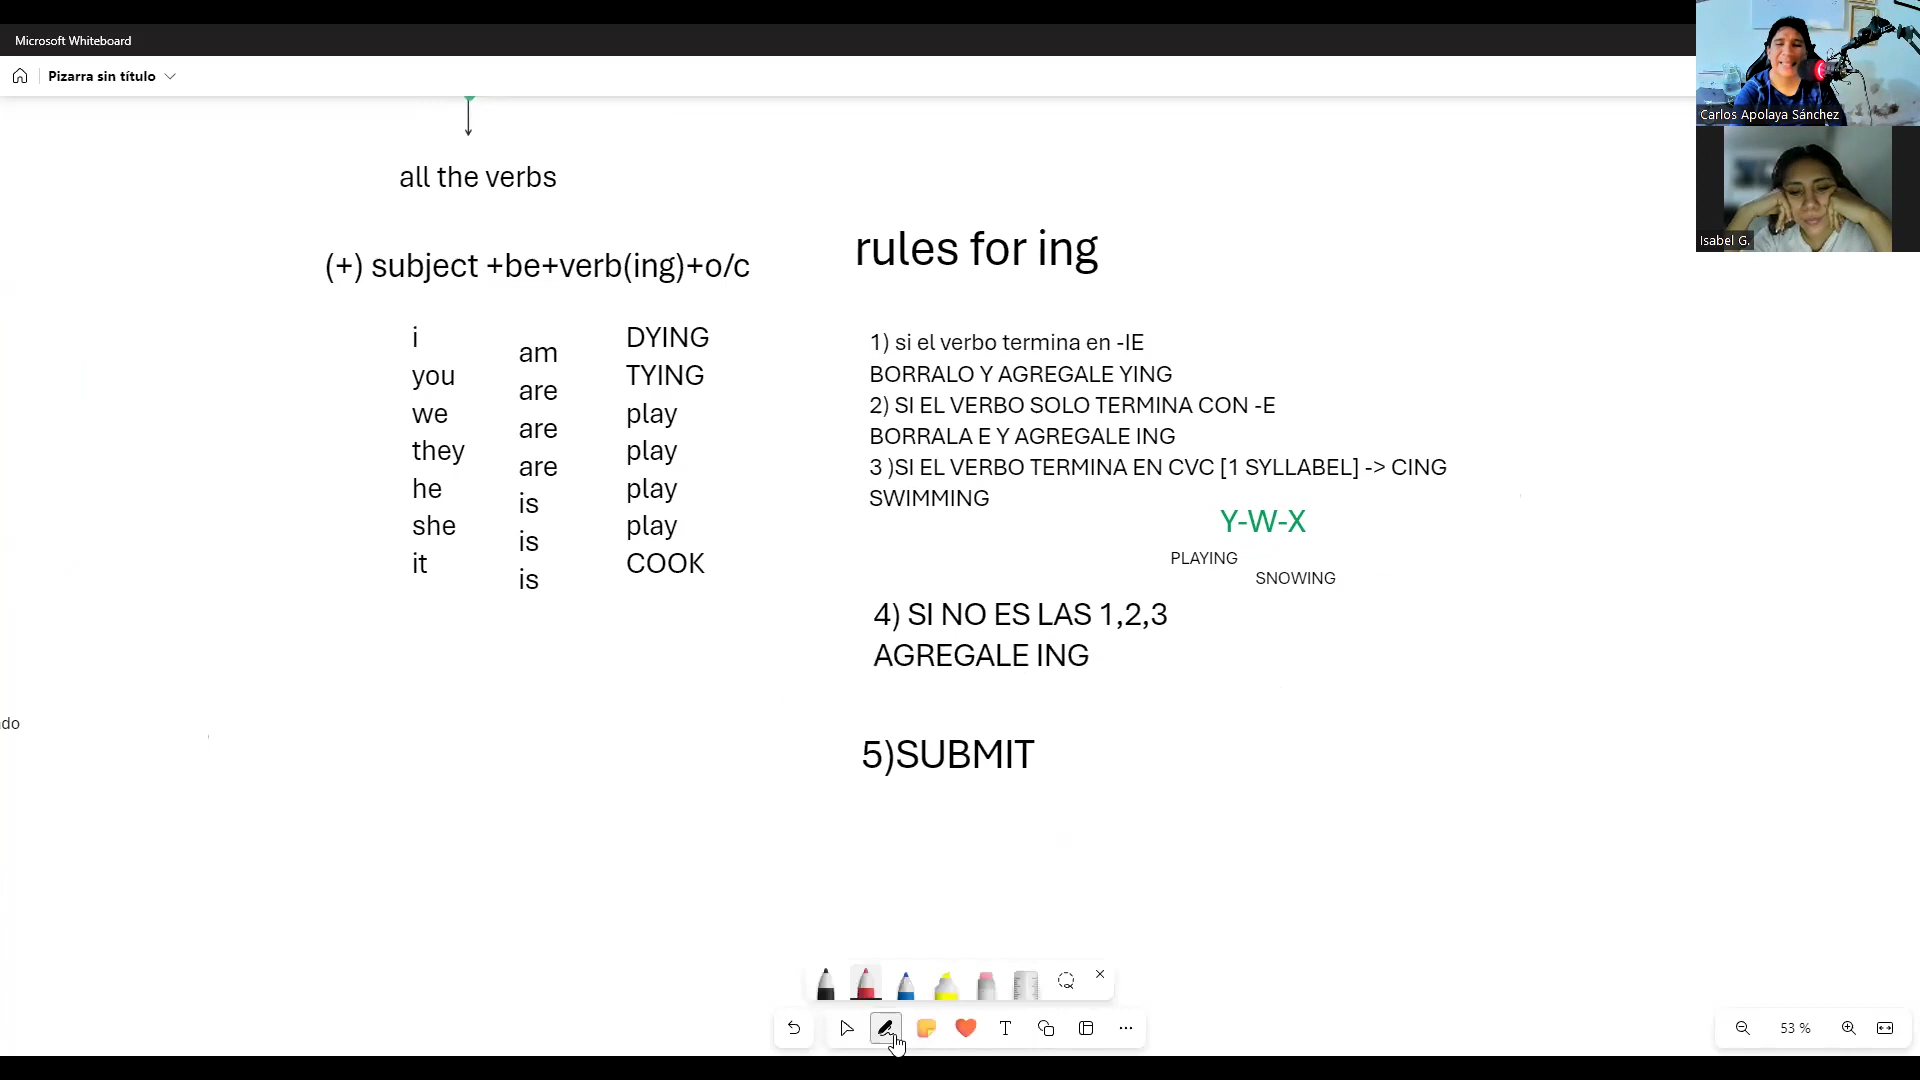 Microsoft Whiteboard
Pizarra sin título
Carlos Apolaya Sánchez
Isabel G.
all the verbs
(+) subject +be+verb(ing)+o/c
i am DYING
you are TYING
we are play
they are play
he is play
she is play
it is COOK
rules for ing
1) si el verbo termina en -IE
BORRALO Y AGREGALE YING
2) SI EL VERBO SOLO TERMINA CON -E
BORRALA E Y AGREGALE ING
3 )SI EL VERBO TERMINA EN CVC [1 SYLLABEL] -> CING
SWIMMING
Y-W-X
PLAYING
SNOWING
4) SI NO ES LAS 1,2,3
AGREGALE ING
5)SUBMIT
53 %